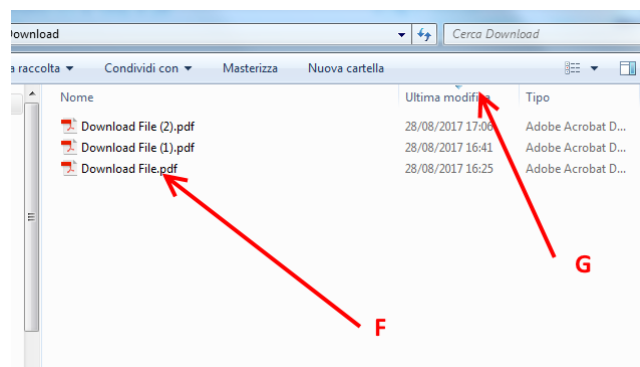 Download
Cerca Download
a raccolta Condividi con Masterizza Nuova cartella
Nome Ultima modifica Tipo
Download File (2).pdf 28/08/2017 17:06 Adobe Acrobat D...
Download File (1).pdf 28/08/2017 16:41 Adobe Acrobat D...
Download File.pdf 28/08/2017 16:25 Adobe Acrobat D...
G
F